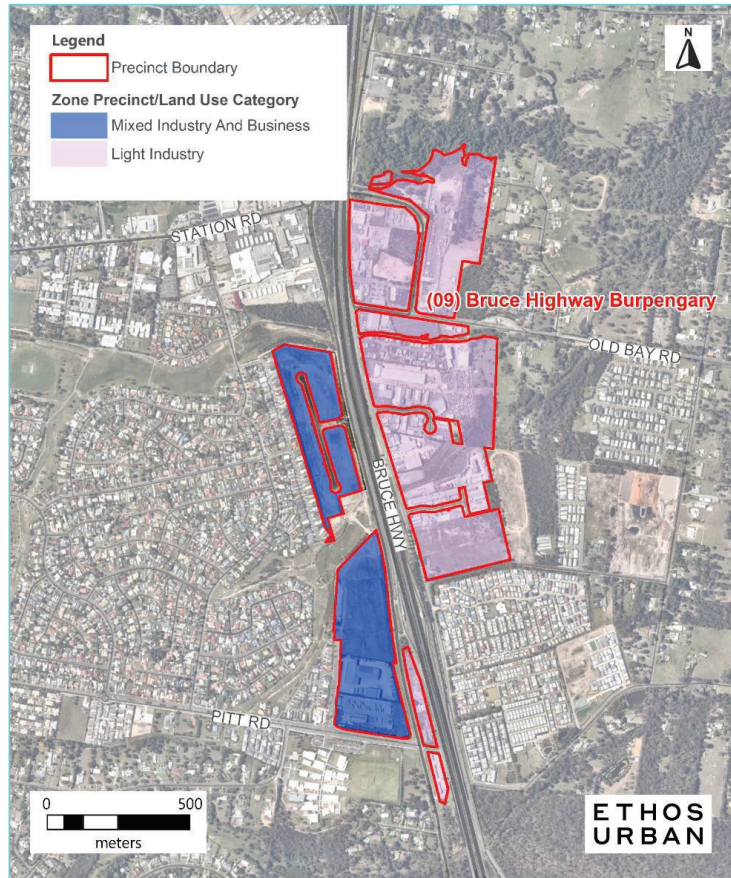 Legend
Precinct Boundary
Zone Precinct/Land Use Category
Mixed Industry And Business
Light Industry
N
STATION RD
(09) Bruce Highway Burpengary
OLD BAY RD
BRUCE HWY
PITT RD
0 500
meters
ETHOS
URBAN